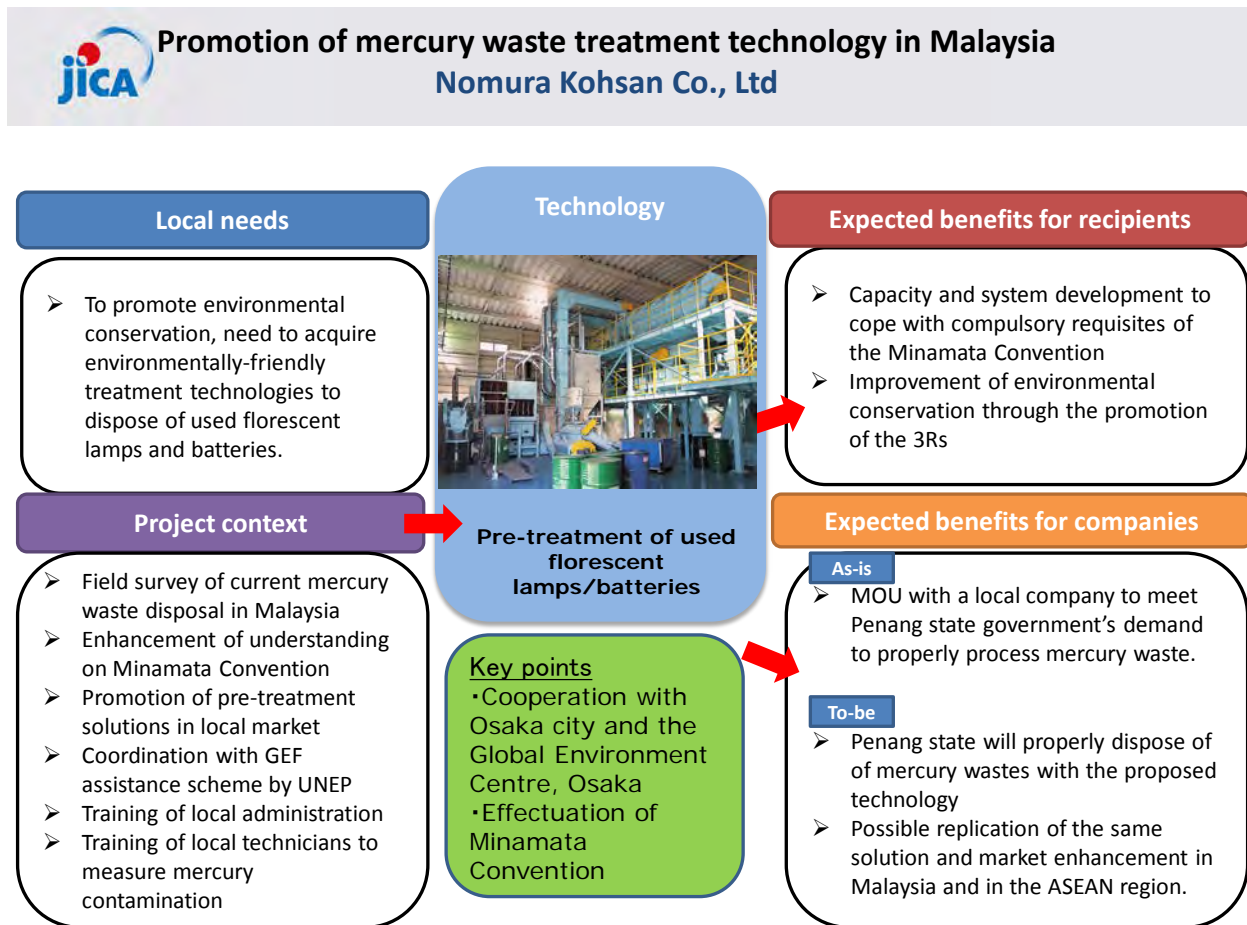 jICA
Promotion of mercury waste treatment technology in Malaysia
Nomura Kohsan Co., Ltd
Local needs
➢ To promote environmental
conservation, need to acquire
environmentally-friendly
treatment technologies to
dispose of used florescent
lamps and batteries.
Project context
➢ Field survey of current mercury
waste disposal in Malaysia
➢ Enhancement of understanding
on Minamata Convention
➢ Promotion of pre-treatment
solutions in local market
➢ Coordination with GEF
assistance scheme by UNEP
➢ Training of local administration
➢ Training of local technicians to
measure mercury
contamination
Technology
Pre-treatment of used
florescent
lamps/batteries
Key points
・Cooperation with
Osaka city and the
Global Environment
Centre, Osaka
・Effectuation of
Minamata
Convention
Expected benefits for recipients
➢ Capacity and system development to
cope with compulsory requisites of
the Minamata Convention
➢ Improvement of environmental
conservation through the promotion
of the 3Rs
Expected benefits for companies
As-is
➢ MOU with a local company to meet
Penang state government’s demand
to properly process mercury waste.
To-be
➢ Penang state will properly dispose of
of mercury wastes with the proposed
technology
➢ Possible replication of the same
solution and market enhancement in
Malaysia and in the ASEAN region.